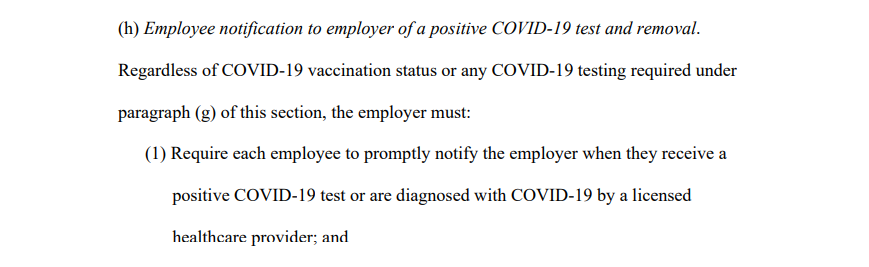 (h) Employee notification to employer of a positive COVID-19 test and removal.
Regardless of COVID-19 vaccination status or any COVID-19 testing required under
paragraph (g) of this section, the employer must:
(1) Require each employee to promptly notify the employer when they receive a
positive COVID-19 test or are diagnosed with COVID-19 by a licensed
healthcare provider; and